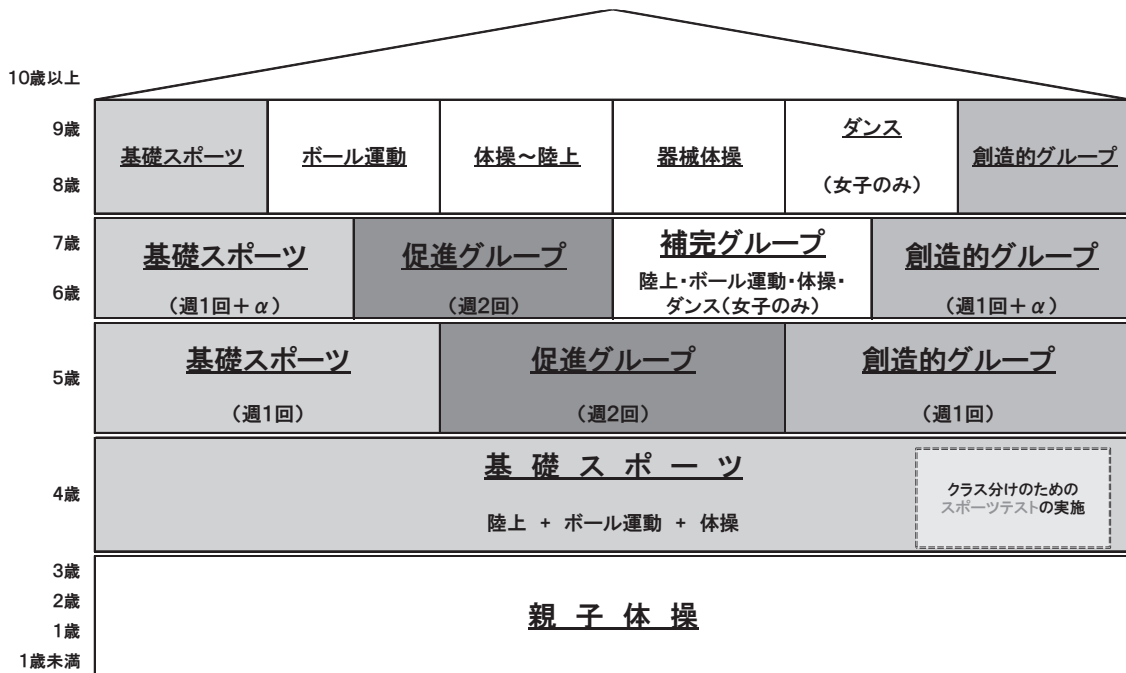 10歳以上
9歳
8歳
基礎スポーツ
ボール運動
体操～陸上
器械体操
ダンス
（女子のみ）
創造的グループ
7歳
6歳
基礎スポーツ
（週1回＋α）
促進グループ
（週2回）
補完グループ
陸上・ボール運動・体操・
ダンス（女子のみ）
創造的グループ
（週1回＋α）
5歳
基礎スポーツ
（週1回）
促進グループ
（週2回）
創造的グループ
（週1回）
4歳
基礎スポーツ
陸上 ＋ ボール運動 ＋ 体操
クラス分けのための
スポーツテストの実施
3歳
2歳
1歳
1歳未満
親子体操